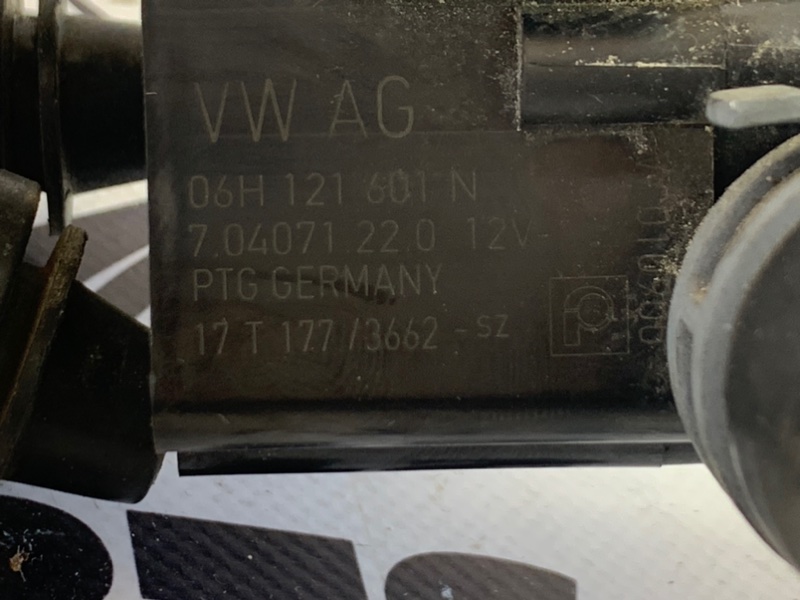 VW AG
06H 121 601 N
7.04071 22 0 12V-
PTG GERMANY
17 T 177 /3662 -SZ